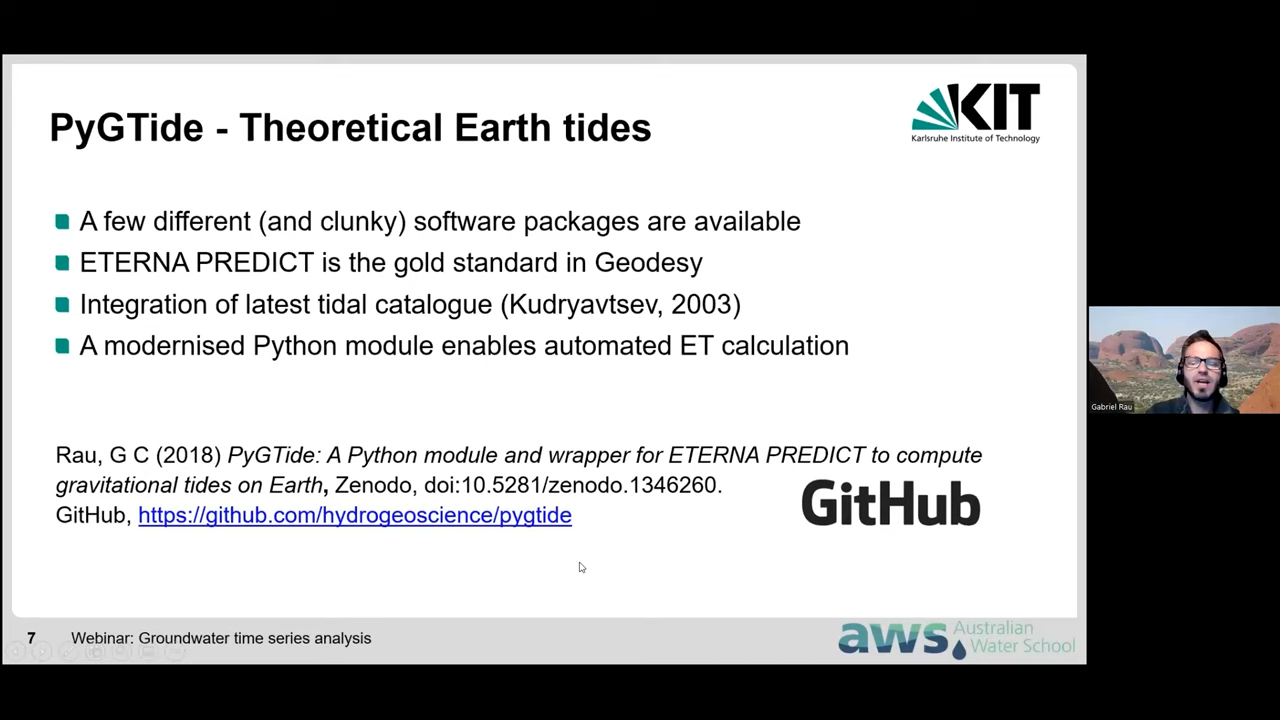 PyGTide - Theoretical Earth tides
KIT
Karlsruhe Institute of Technology
A few different (and clunky) software packages are available
ETERNA PREDICT is the gold standard in Geodesy
Integration of latest tidal catalogue (Kudryavtsev, 2003)
A modernised Python module enables automated ET calculation
Gabriel Rau
Rau, G C (2018) PyGTide: A Python module and wrapper for ETERNA PREDICT to compute
gravitational tides on Earth, Zenodo, doi:10.5281/zenodo.1346260.
GitHub, https://github.com/hydrogeoscience/pygtide
GitHub
7 Webinar: Groundwater time series analysis
aws Australian
Water School